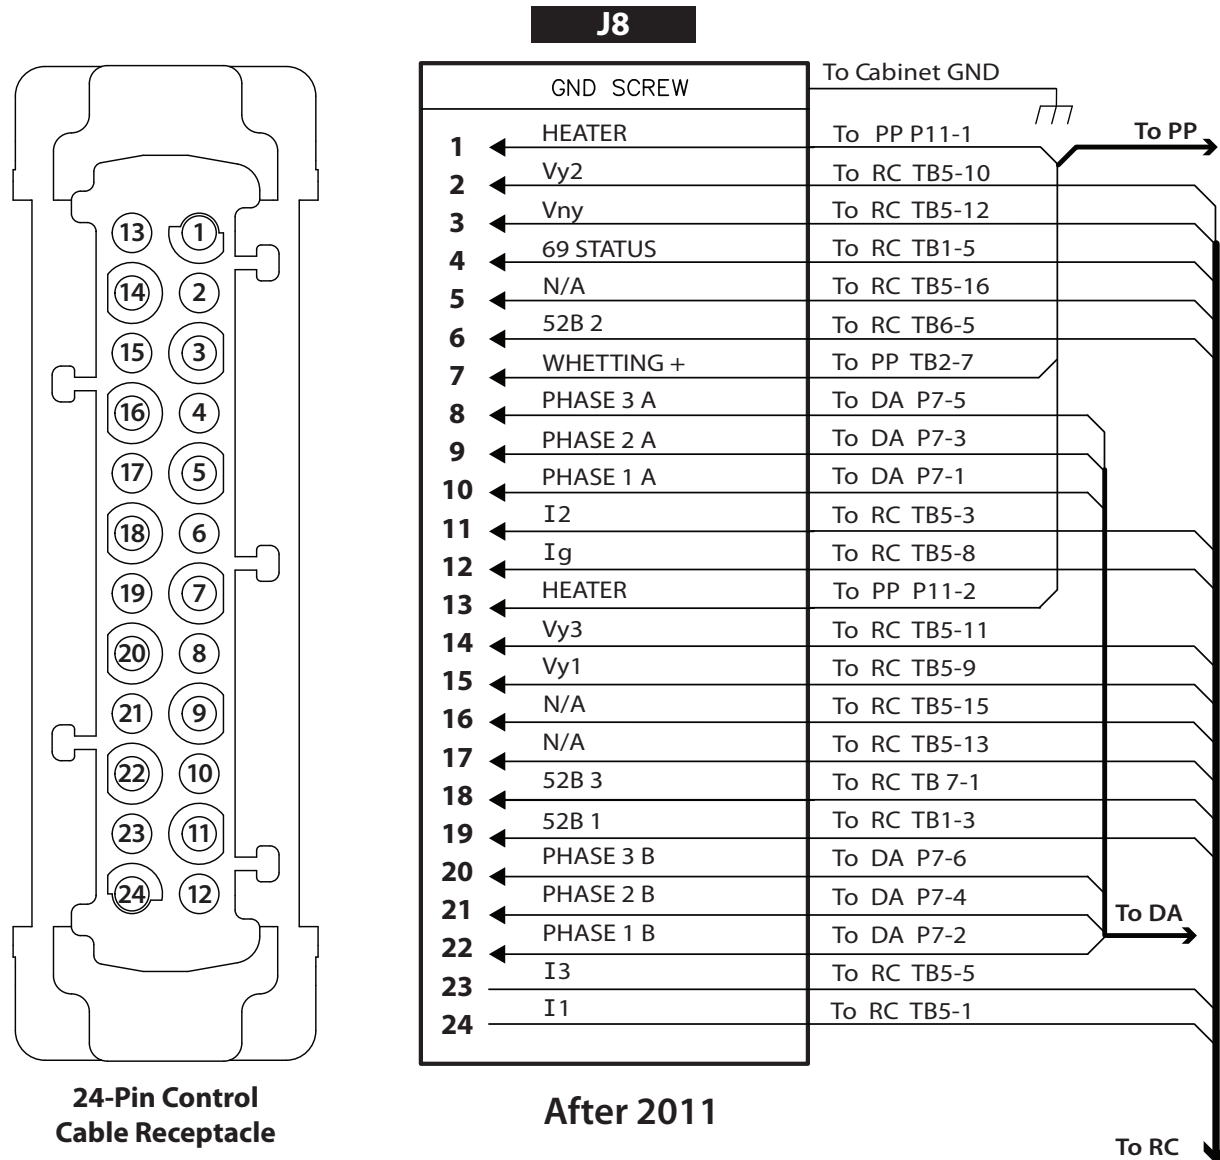 J8
GND SCREW To Cabinet GND
1 HEATER To PP P11-1 To PP
2 Vy2 To RC TB5-10
3 Vny To RC TB5-12
4 69 STATUS To RC TB1-5
5 N/A To RC TB5-16
6 52B 2 To RC TB6-5
7 WHETTING + To PP TB2-7
8 PHASE 3 A To DA P7-5
9 PHASE 2 A To DA P7-3
10 PHASE 1 A To DA P7-1
11 I2 To RC TB5-3
12 Ig To RC TB5-8
13 HEATER To PP P11-2
14 Vy3 To RC TB5-11
15 Vy1 To RC TB5-9
16 N/A To RC TB5-15
17 N/A To RC TB5-13
18 52B 3 To RC TB 7-1
19 52B 1 To RC TB1-3
20 PHASE 3 B To DA P7-6
21 PHASE 2 B To DA P7-4 To DA
22 PHASE 1 B To DA P7-2
23 I3 To RC TB5-5
24 I1 To RC TB5-1
13 1
14 2
15 3
16 4
17 5
18 6
19 7
20 8
21 9
22 10
23 11
24 12
24-Pin Control
Cable Receptacle
After 2011
To RC